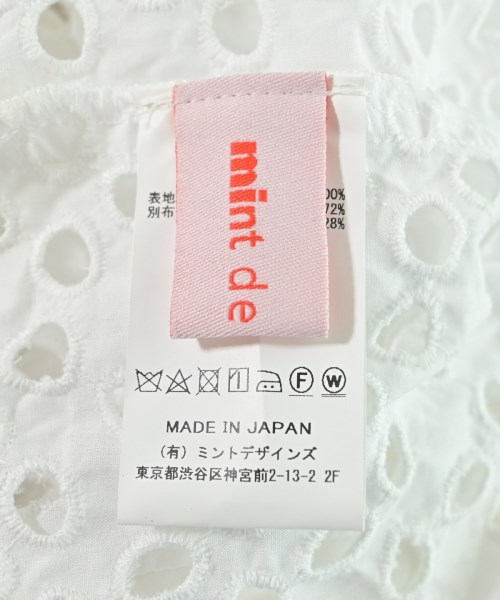 mint de
表地 00%
別布 72%
28%
F W
MADE IN JAPAN
（有）ミントデザインズ
東京都渋谷区神宮前2-13-2 2F